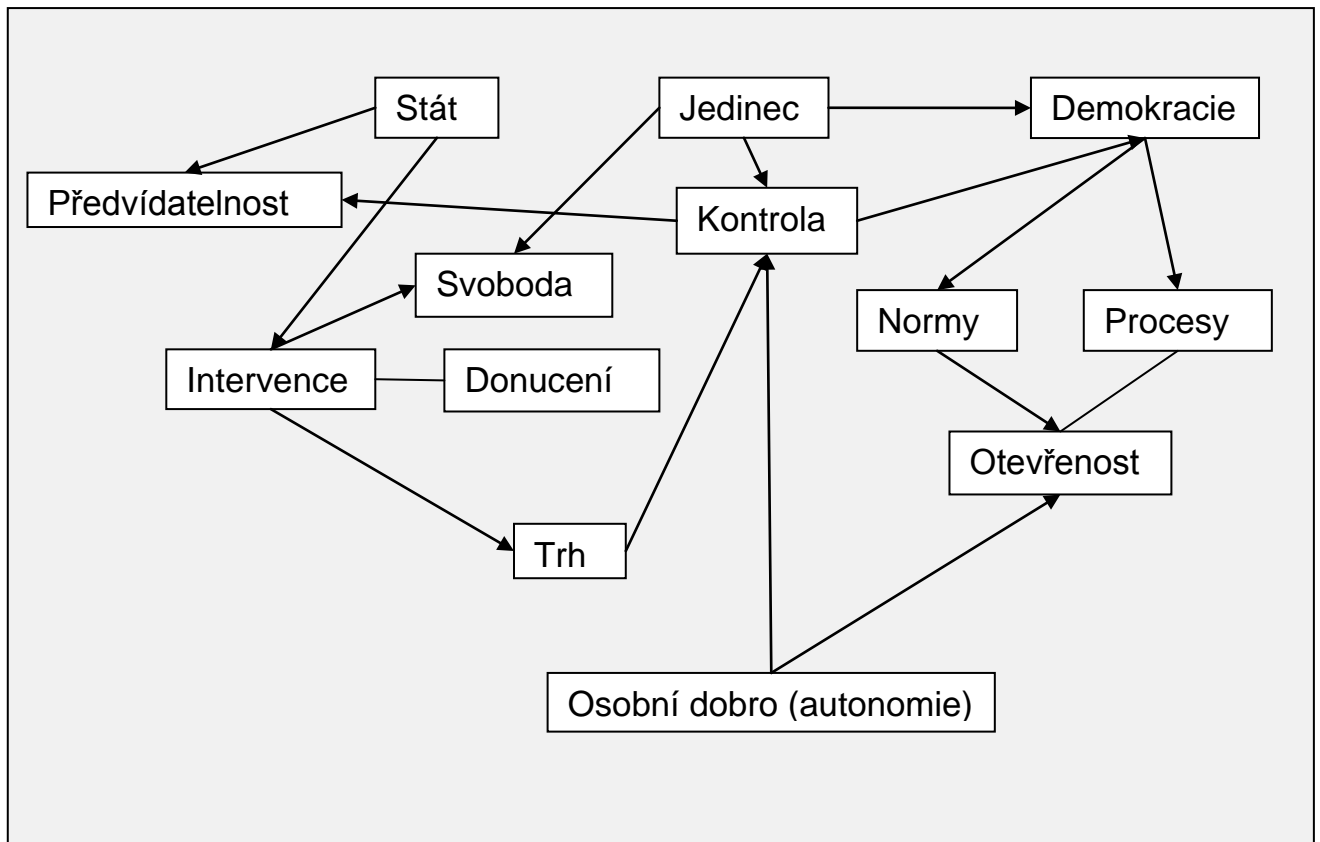 Stát
Jedinec
Demokracie
Předvídatelnost
Kontrola
Svoboda
Normy
Procesy
Intervence
Donucení
Otevřenost
Trh
Osobní dobro (autonomie)